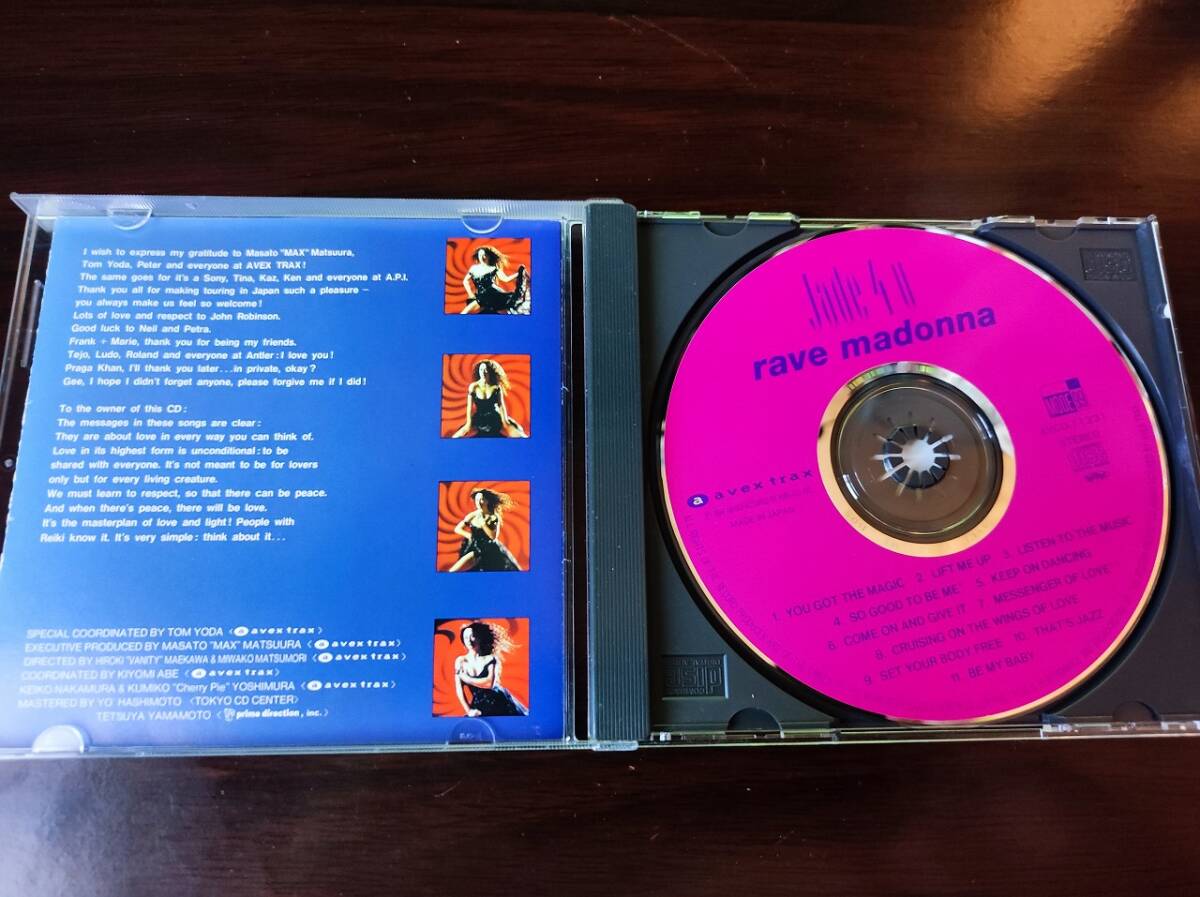 I wish to express my gratitude to Masato "MAX" Matsuura,
Tom Yoda, Peter and everyone at AVEX TRAX!
The same goes for it's a Sony, Tina, Kaz, Ken and everyone at A.P.I.
Thank you all for making touring in Japan such a pleasure –
you always make us feel so welcome!
Lots of love and respect to John Robinson.
Good luck to Neil and Petra.
Frank + Marie, thank you for being my friends.
Tejo, Ludo, Roland and everyone at Antler: I love you!
Praga Khan, I'll thank you later...in private, okay?
Gee, I hope I didn't forget anyone, please forgive me if I did!
To the owner of this CD:
The messages in these songs are clear:
They are about love in every way you can think of.
Love in its highest form is unconditional: to be
shared with everyone. It's not meant to be for lovers
only but for every living creature.
We must learn to respect, so that there can be peace.
And when there's peace, there will be love.
It's the masterplan of love and light! People with
Reiki know it. It's very simple: think about it...
SPECIAL COORDINATED BY TOM YODA < a avex trax >
EXECUTIVE PRODUCED BY MASATO "MAX" MATSUURA < a avex trax >
DIRECTED BY HIROKI "VANITY" MAEKAWA & MIWAKO MATSUMORI < a avex trax >
COORDINATED BY KIYOMI ABE < a avex trax >
KEIKO NAKAMURA & KUMIKO "Cherry Pie" YOSHIMURA < a avex trax >
MASTERED BY YO HASHIMOTO <TOKYO CD CENTER>
TETSUYA YAMAMOTO < prime direction, inc.>
Jade 4 U
rave madonna
STEREO
a avex trax
MADE IN JAPAN
1. YOU GOT THE MAGIC 2. LIFT ME UP 3. LISTEN TO THE MUSIC
4. SO GOOD TO BE ME 5. KEEP ON DANCING
6. COME ON AND GIVE IT 7. MESSENGER OF LOVE
8. CRUISING ON THE WINGS OF LOVE
9. SET YOUR BODY FREE 10. THAT'S JAZZ
11. BE MY BABY